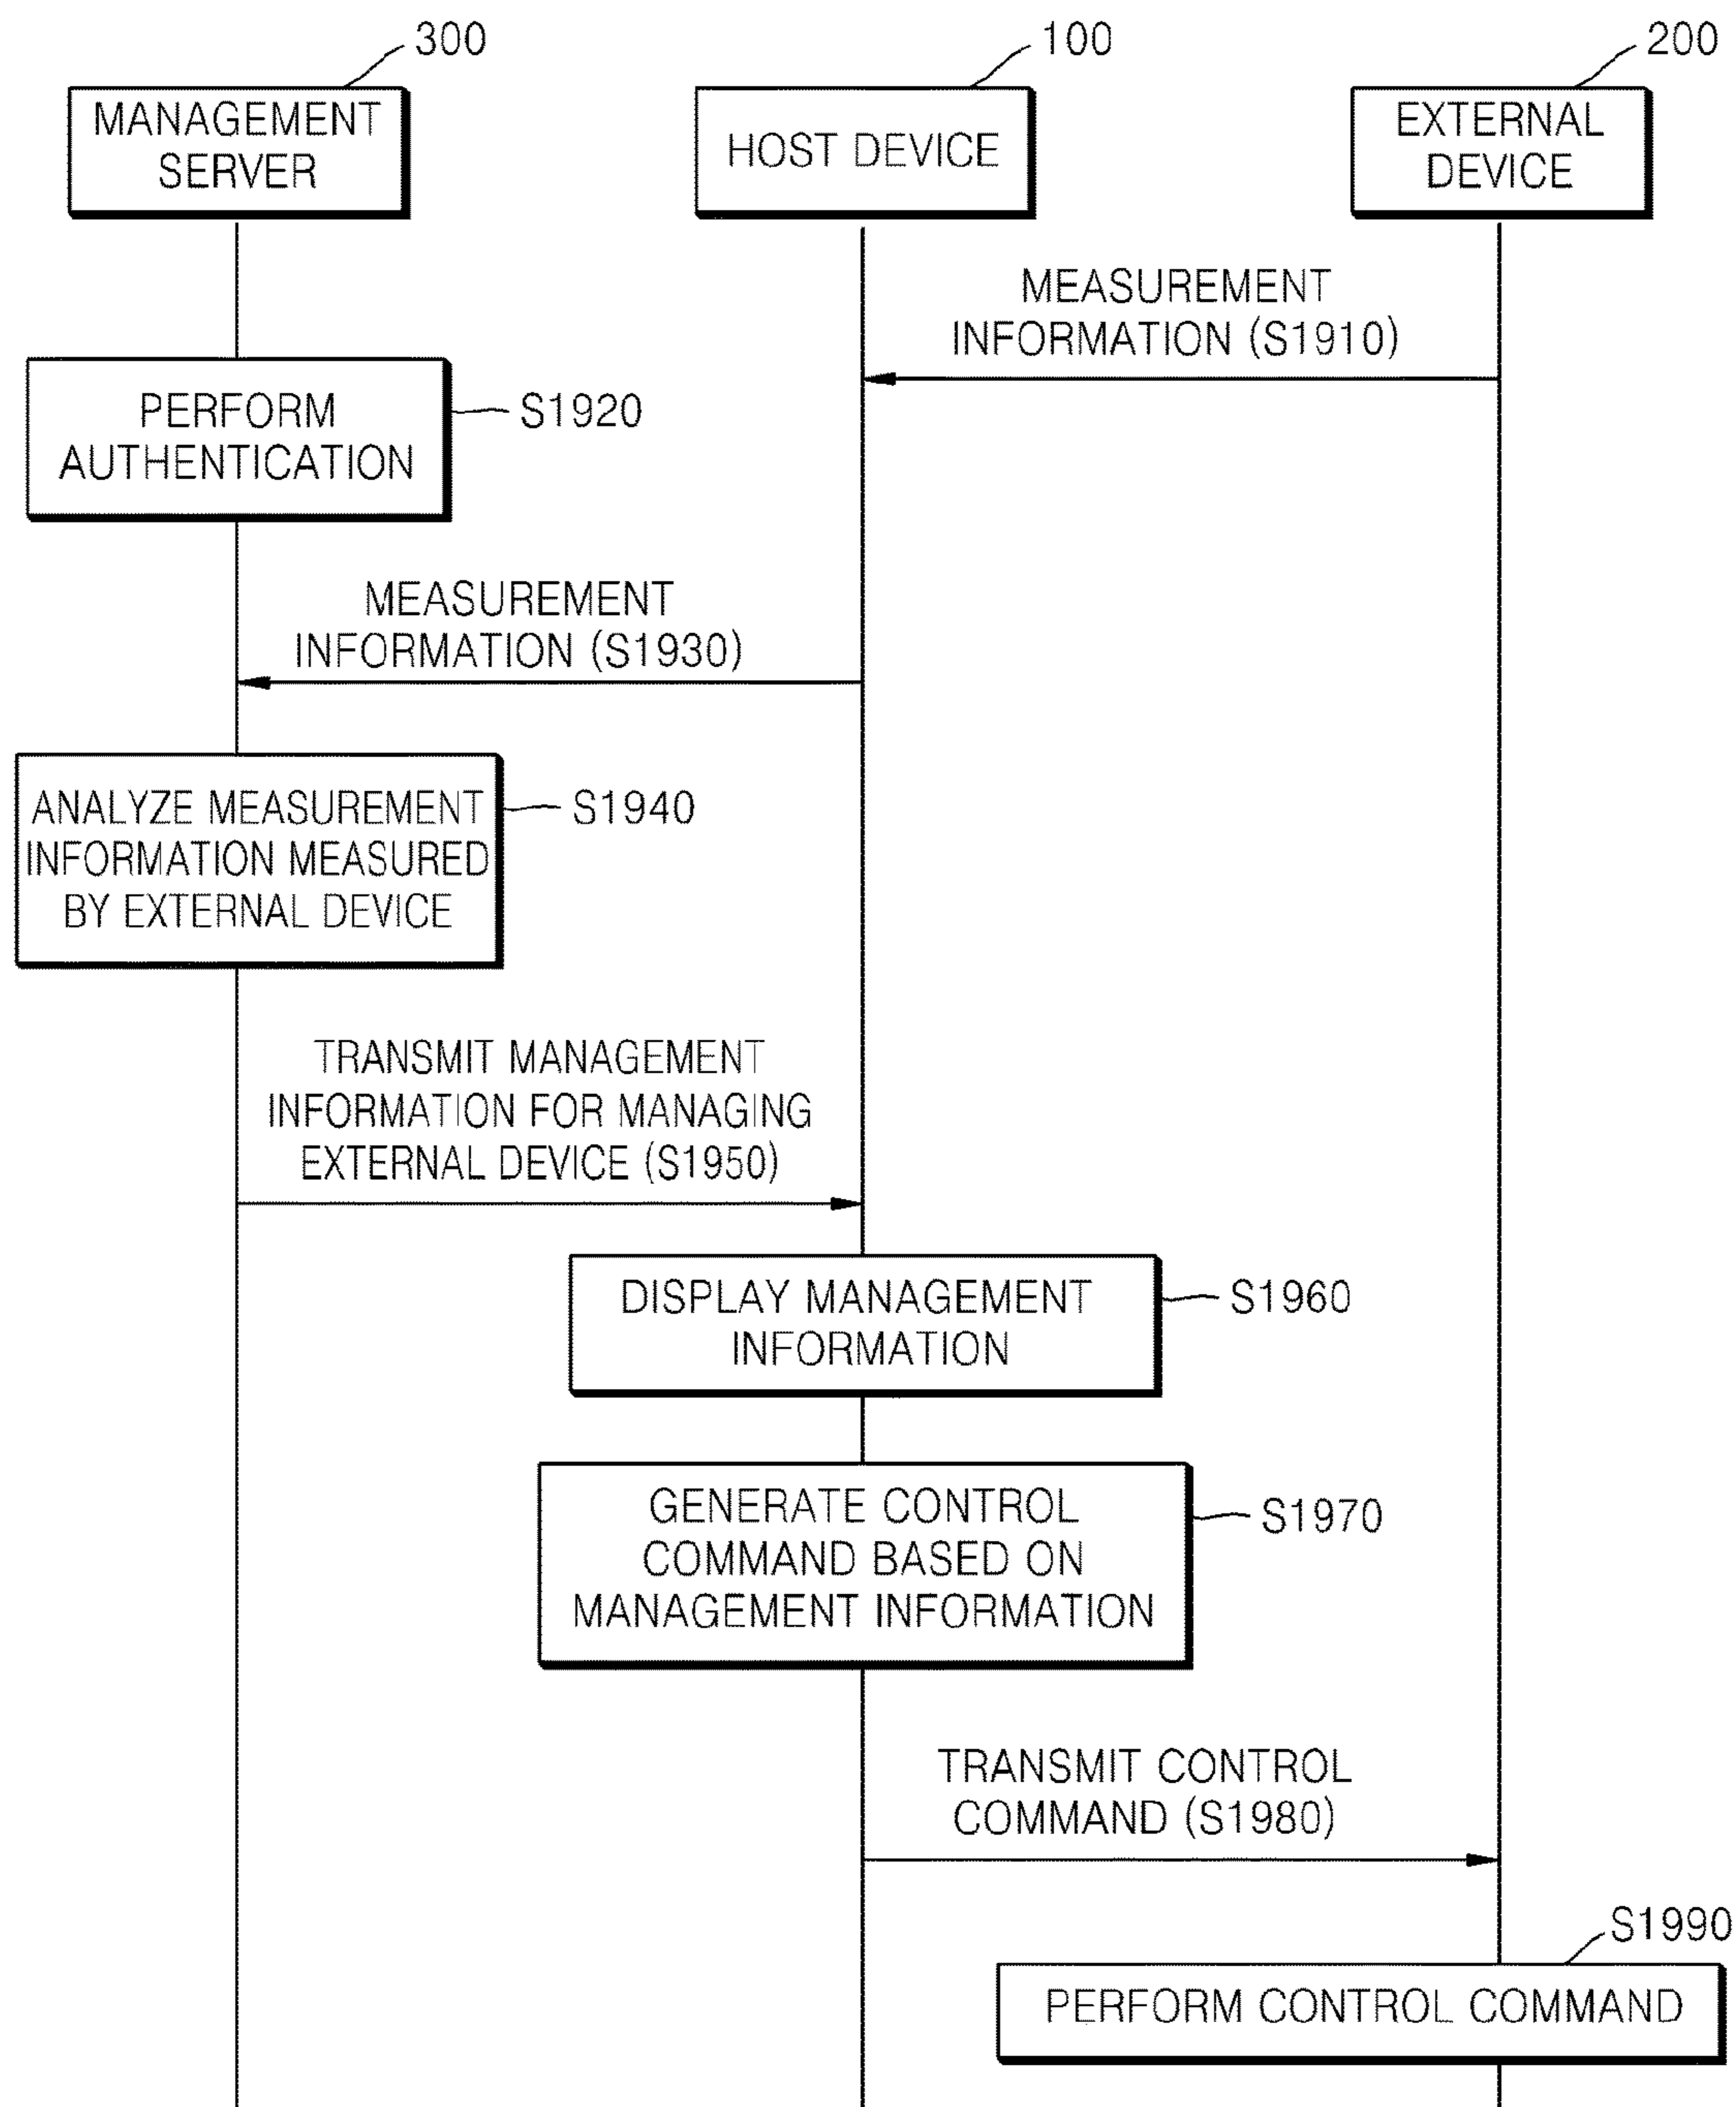 300
100
200
MANAGEMENT
SERVER
HOST DEVICE
EXTERNAL
DEVICE
MEASUREMENT
INFORMATION (S1910)
PERFORM
AUTHENTICATION
S1920
MEASUREMENT
INFORMATION (S1930)
ANALYZE MEASUREMENT
INFORMATION MEASURED
BY EXTERNAL DEVICE
S1940
TRANSMIT MANAGEMENT
INFORMATION FOR MANAGING
EXTERNAL DEVICE (S1950)
DISPLAY MANAGEMENT
INFORMATION
S1960
GENERATE CONTROL
COMMAND BASED ON
MANAGEMENT INFORMATION
S1970
TRANSMIT CONTROL
COMMAND (S1980)
S1990
PERFORM CONTROL COMMAND